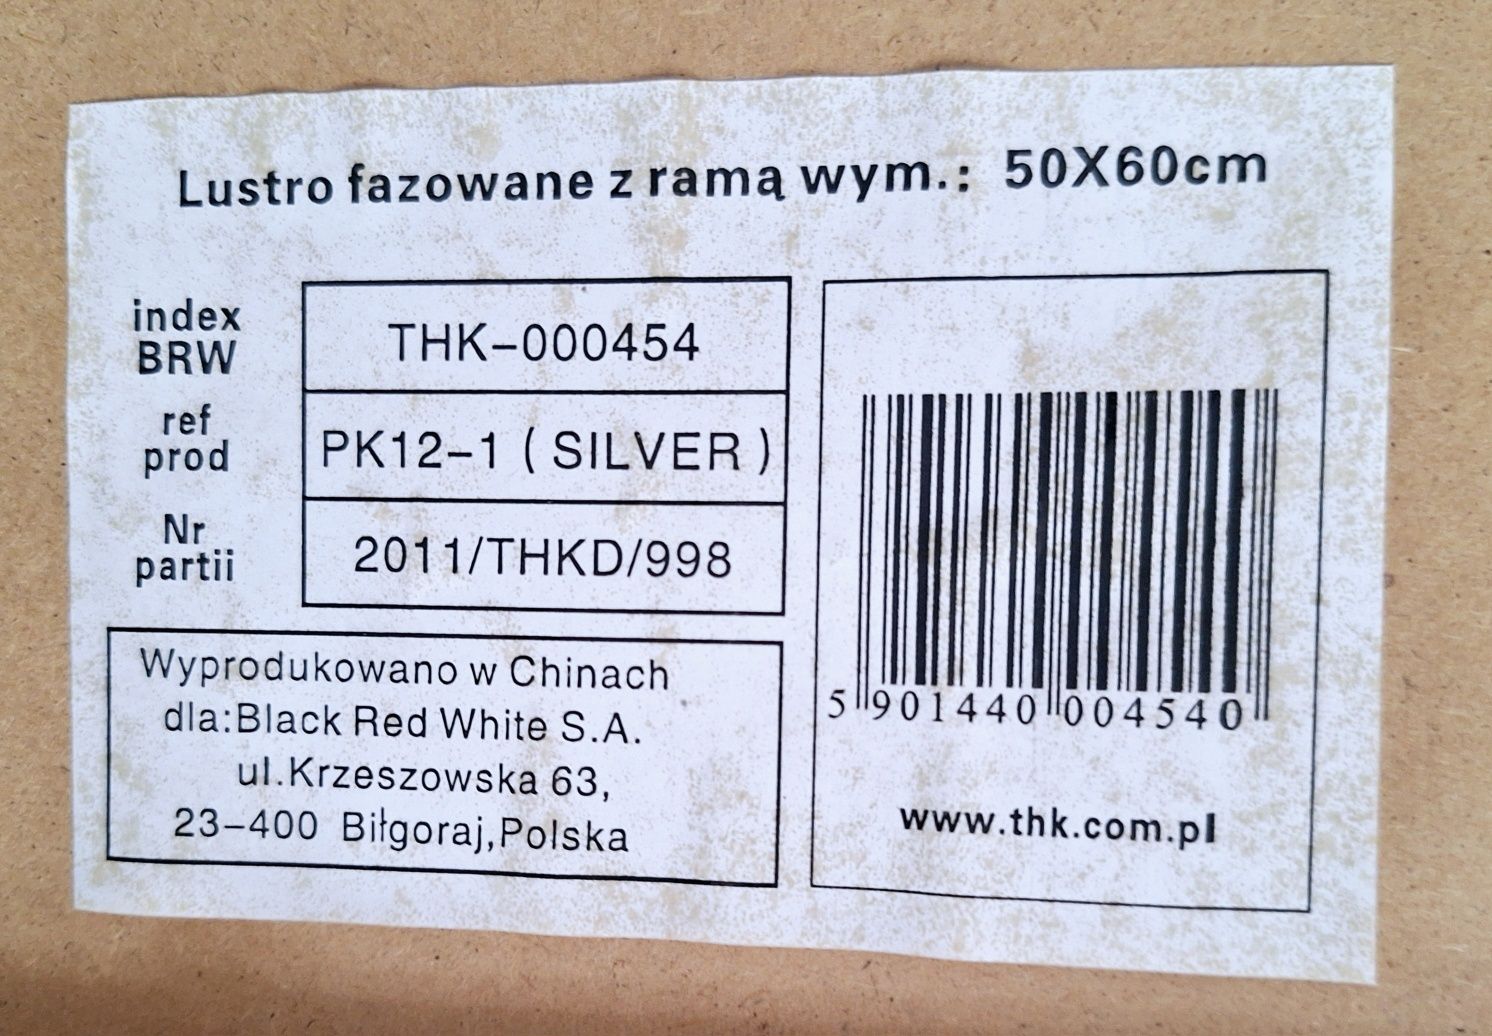 Lustro fazowane z ramą wym.: 50X60cm
index BRW
THK-000454
ref prod
PK12-1 (SILVER)
Nr partii
2011/THKD/998
Wyprodukowano w Chinach
dla:Black Red White S.A.
ul.Krzeszowska 63,
23-400 Biłgoraj,Polska
5 901440 004540
www.thk.com.pl